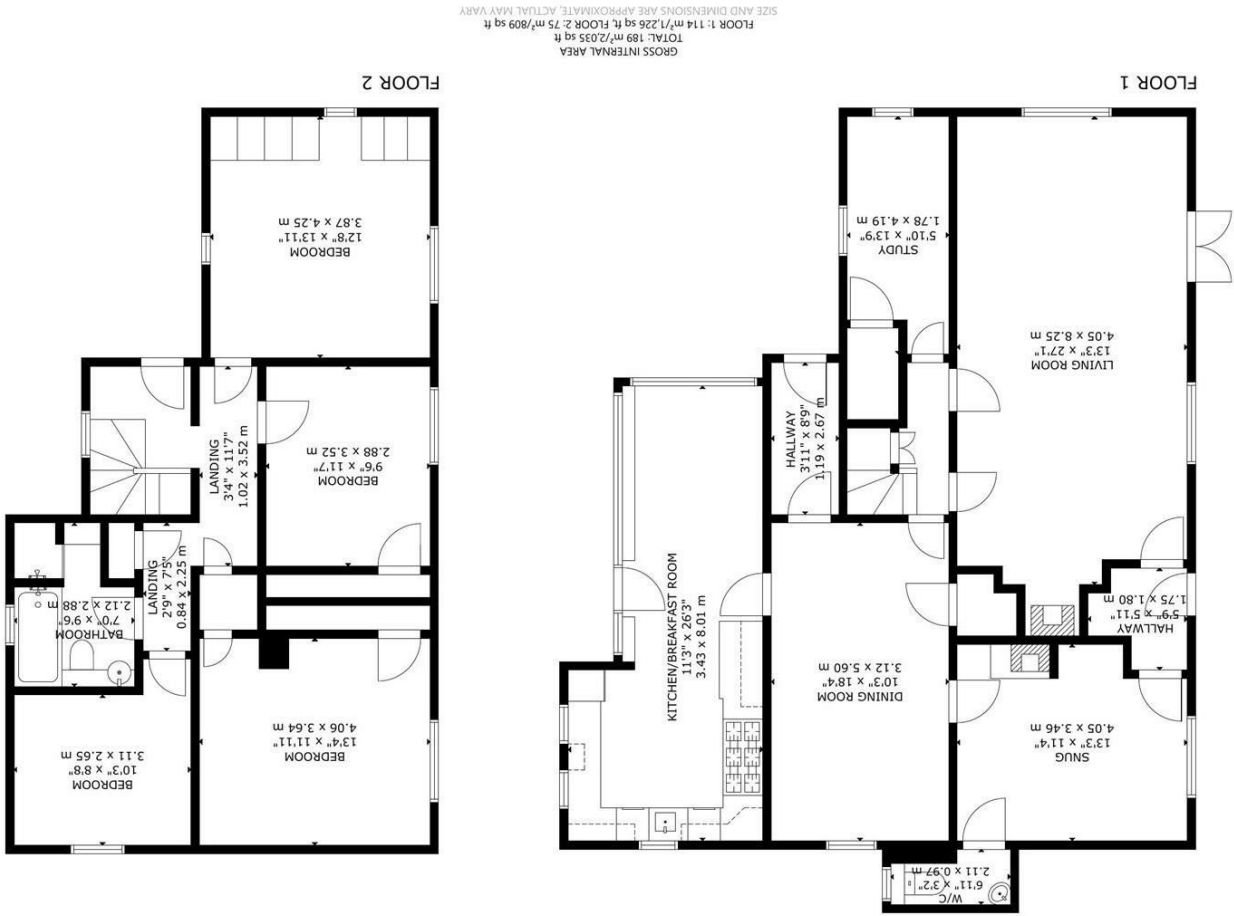 GROSS INTERNAL AREA
TOTAL: 189 m²/2,035 sq ft
FLOOR 1: 114 m²/1,226 sq ft, FLOOR 2: 75 m²/809 sq ft
SIZE AND DIMENSIONS ARE APPROXIMATE, ACTUAL MAY VARY
FLOOR 1
W/C
6'11" x 3'2"
2.11 x 0.97 m
SNUG
13'3" x 11'4"
4.05 x 3.46 m
DINING ROOM
10'3" x 18'4"
3.12 x 5.60 m
KITCHEN/BREAKFAST ROOM
11'3" x 26'3"
3.43 x 8.01 m
HALLWAY
5'9" x 5'11"
1.75 x 1.80 m
HALLWAY
3'11" x 8'9"
1.19 x 2.67 m
LIVING ROOM
13'3" x 27'1"
4.05 x 8.25 m
STUDY
5'10" x 13'9"
1.78 x 4.19 m
FLOOR 2
BEDROOM
13'4" x 11'11"
4.06 x 3.64 m
BEDROOM
10'3" x 8'8"
3.11 x 2.65 m
BATHROOM
7'0" x 9'6"
2.12 x 2.88 m
LANDING
2'9" x 7'5"
0.84 x 2.25 m
LANDING
3'4" x 11'7"
1.02 x 3.52 m
BEDROOM
9'6" x 11'7"
2.88 x 3.52 m
BEDROOM
12'8" x 13'11"
3.87 x 4.25 m